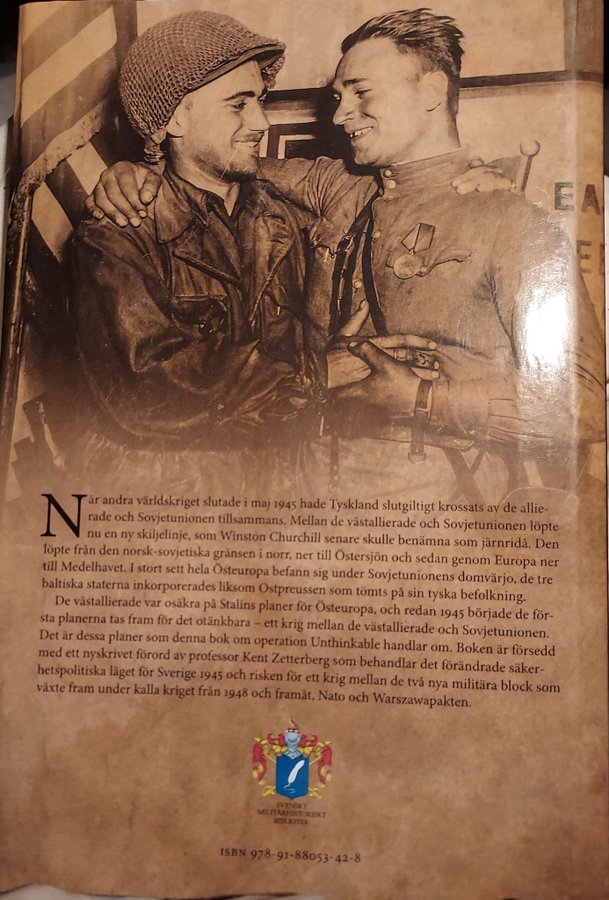 EA
När andra världskriget slutade i maj 1945 hade Tyskland slutgiltigt krossats av de allie-
rade och Sovjetunionen tillsammans. Mellan de västallierade och Sovjetunionen löpte
nu en ny skiljelinje, som Winston Churchill senare skulle benämna som järnridå. Den
löpte från den norsk-sovjetiska gränsen i norr, ner till Östersjön och sedan genom Europa ner
till Medelhavet. I stort sett hela Östeuropa befann sig under Sovjetunionens domvärjo, de tre
baltiska staterna inkorporerades liksom Ostpreussen som tömts på sin tyska befolkning.
De västallierade var osäkra på Stalins planer för Östeuropa, och redan 1945 började de för-
sta planerna tas fram för det otänkbara – ett krig mellan de västallierade och Sovjetunionen.
Det är dessa planer som denna bok om operation Unthinkable handlar om. Boken är försedd
med ett nyskrivet förord av professor Kent Zetterberg som behandlar det förändrade säker-
hetspolitiska läget för Sverige 1945 och risken för ett krig mellan de två nya militära block som
växte fram under kalla kriget från 1948 och framåt, Nato och Warszawapakten.
SVENSKT
MILITÄRHISTORISKT
BIBLIOTEK
ISBN 978-91-88053-42-8